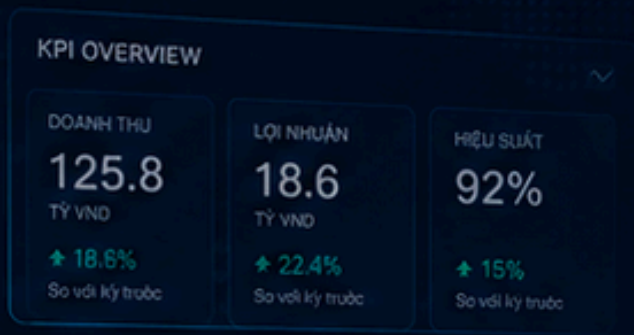 KPI OVERVIEW
DOANH THU
125.8
TỶ VND
18.6%
So với kỳ trước
LỢI NHUẬN
18.6
TỶ VND
22.4%
So với kỳ trước
HIỆU SUẤT
92%
15%
So với kỳ trước